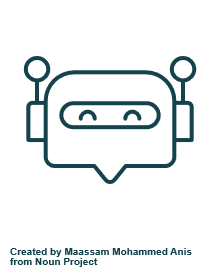 Created by Maassam Mohammed Anis
from Noun Project